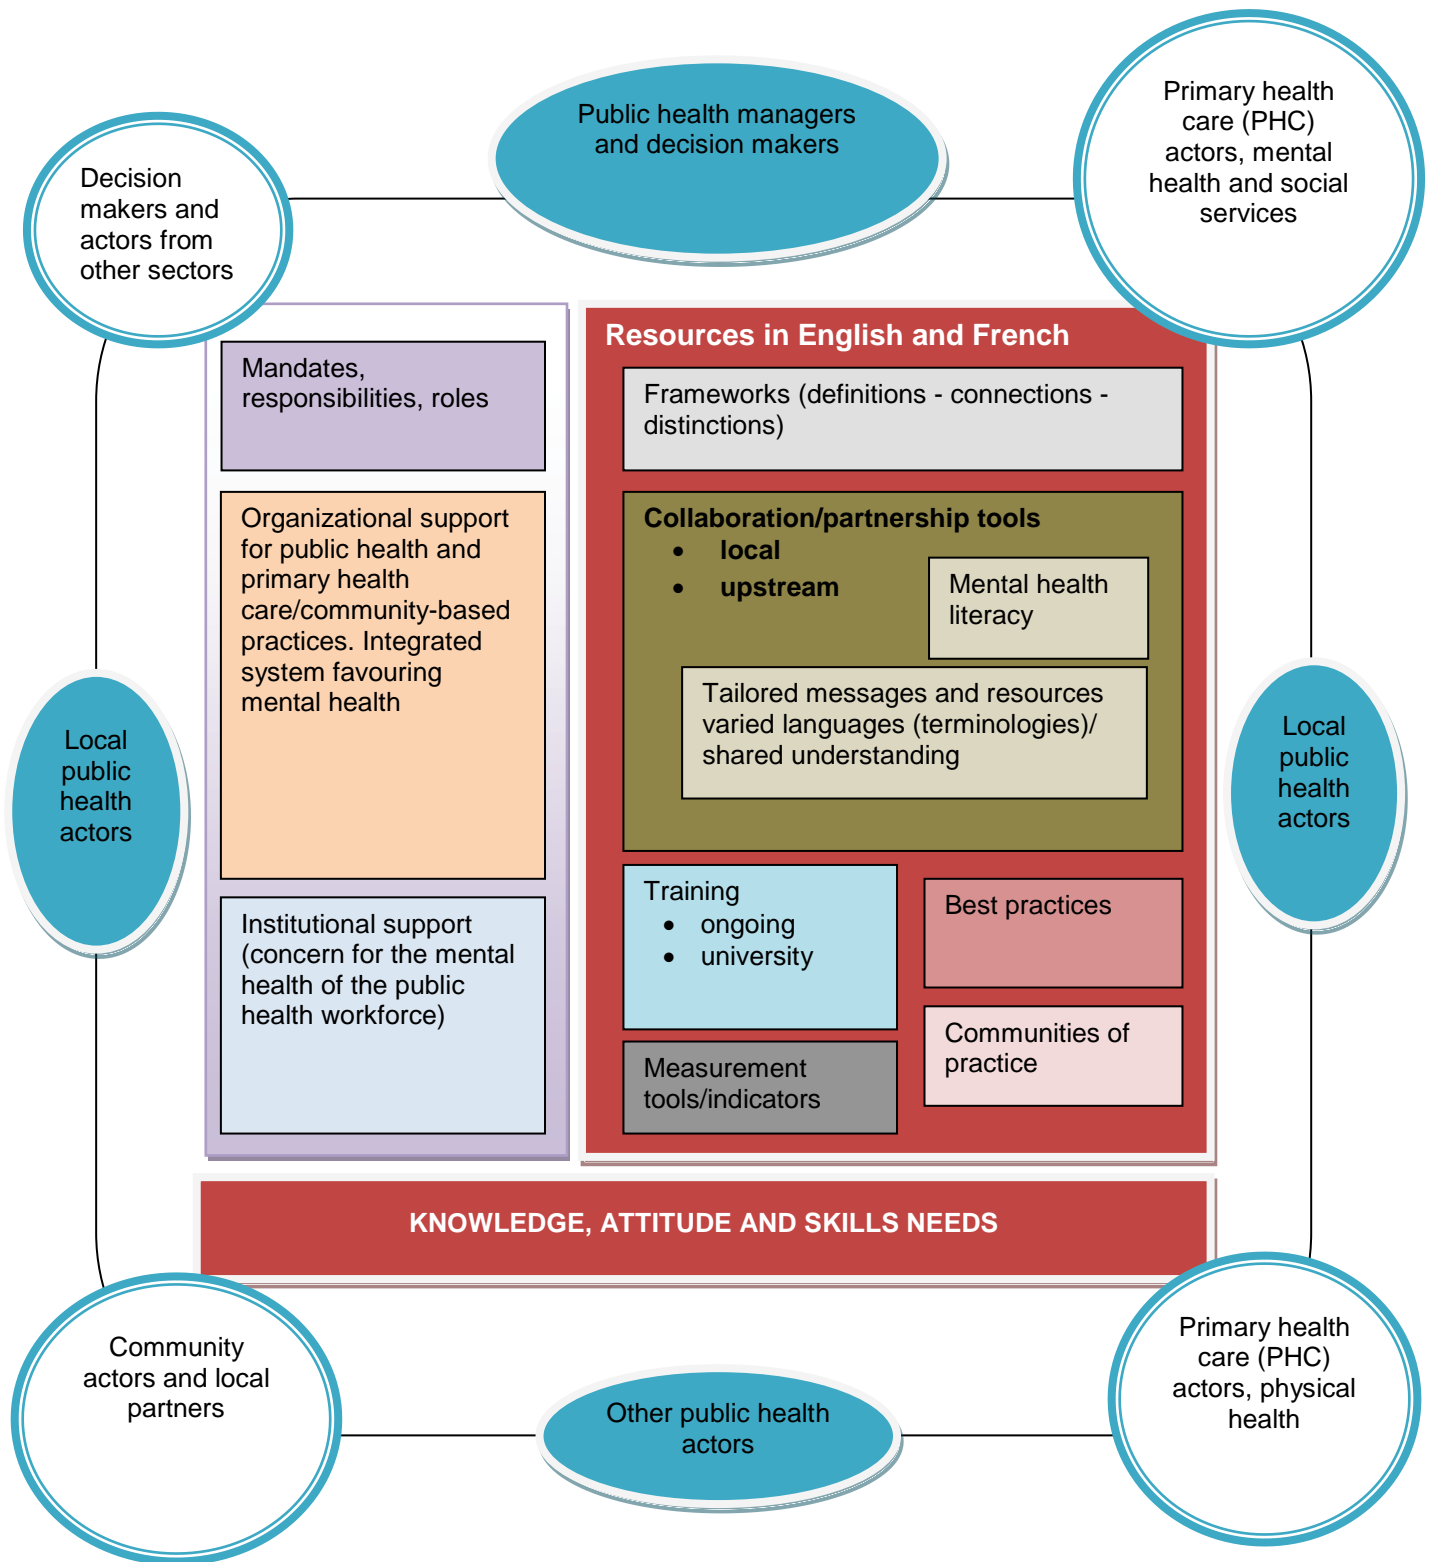 Public health managers
and decision makers
Primary health
care (PHC)
actors, mental
health and social
services
Decision
makers and
actors from
other sectors
Mandates,
responsibilities, roles
Organizational support
for public health and
primary health
care/community-based
practices. Integrated
system favouring
mental health
Institutional support
(concern for the mental
health of the public
health workforce)
Resources in English and French
Frameworks (definitions - connections -
distinctions)
Collaboration/partnership tools
• local
• upstream
Mental health
literacy
Tailored messages and resources
varied languages (terminologies)/
shared understanding
Training
• ongoing
• university
Best practices
Communities of
practice
Measurement
tools/indicators
Local
public
health
actors
Local
public
health
actors
KNOWLEDGE, ATTITUDE AND SKILLS NEEDS
Community
actors and local
partners
Other public health
actors
Primary health
care (PHC)
actors, physical
health